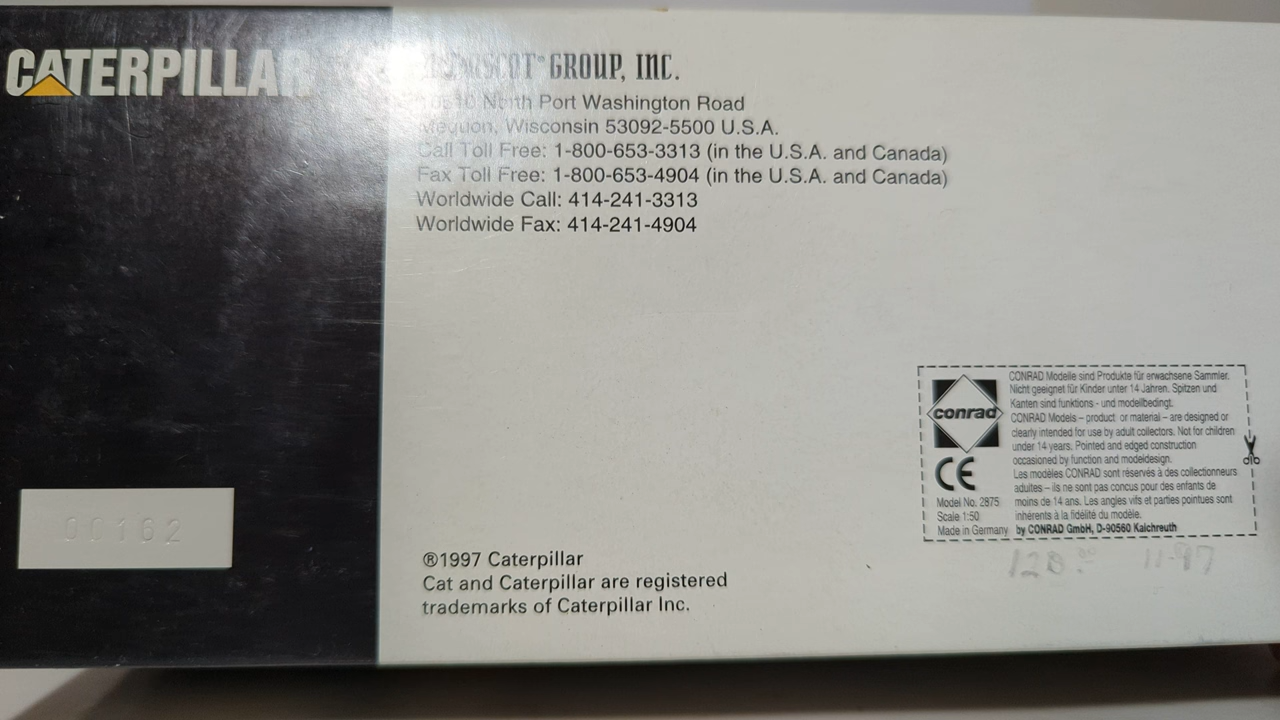 CATERPILLAR
GROUP, INC.
North Port Washington Road
Mequon, Wisconsin 53092-5500 U.S.A.
Call Toll Free: 1-800-653-3313 (in the U.S.A. and Canada)
Fax Toll Free: 1-800-653-4904 (in the U.S.A. and Canada)
Worldwide Call: 414-241-3313
Worldwide Fax: 414-241-4904
conrad
CE
Model No. 2875
Scale 1:50
Made in Germany
CONRAD Modelle sind Produkte für erwachsene Sammler.
Nicht geeignet für Kinder unter 14 Jahren. Spitzen und
Kanten sind funktions - und modellbedingt.
CONRAD Models – product or material – are designed or
clearly intended for use by adult collectors. Not for children
under 14 years. Pointed and edged construction
occasioned by function and modeldesign.
Les modèles CONRAD sont réservés à des collectionneurs
adultes – ils ne sont pas concus pour des enfants de
moins de 14 ans. Les angles vifs et parties pointues sont
inhérents à la fidélité du modèle.
by CONRAD GmbH, D-90560 Kalchreuth
00162
®1997 Caterpillar
Cat and Caterpillar are registered
trademarks of Caterpillar Inc.
11-97